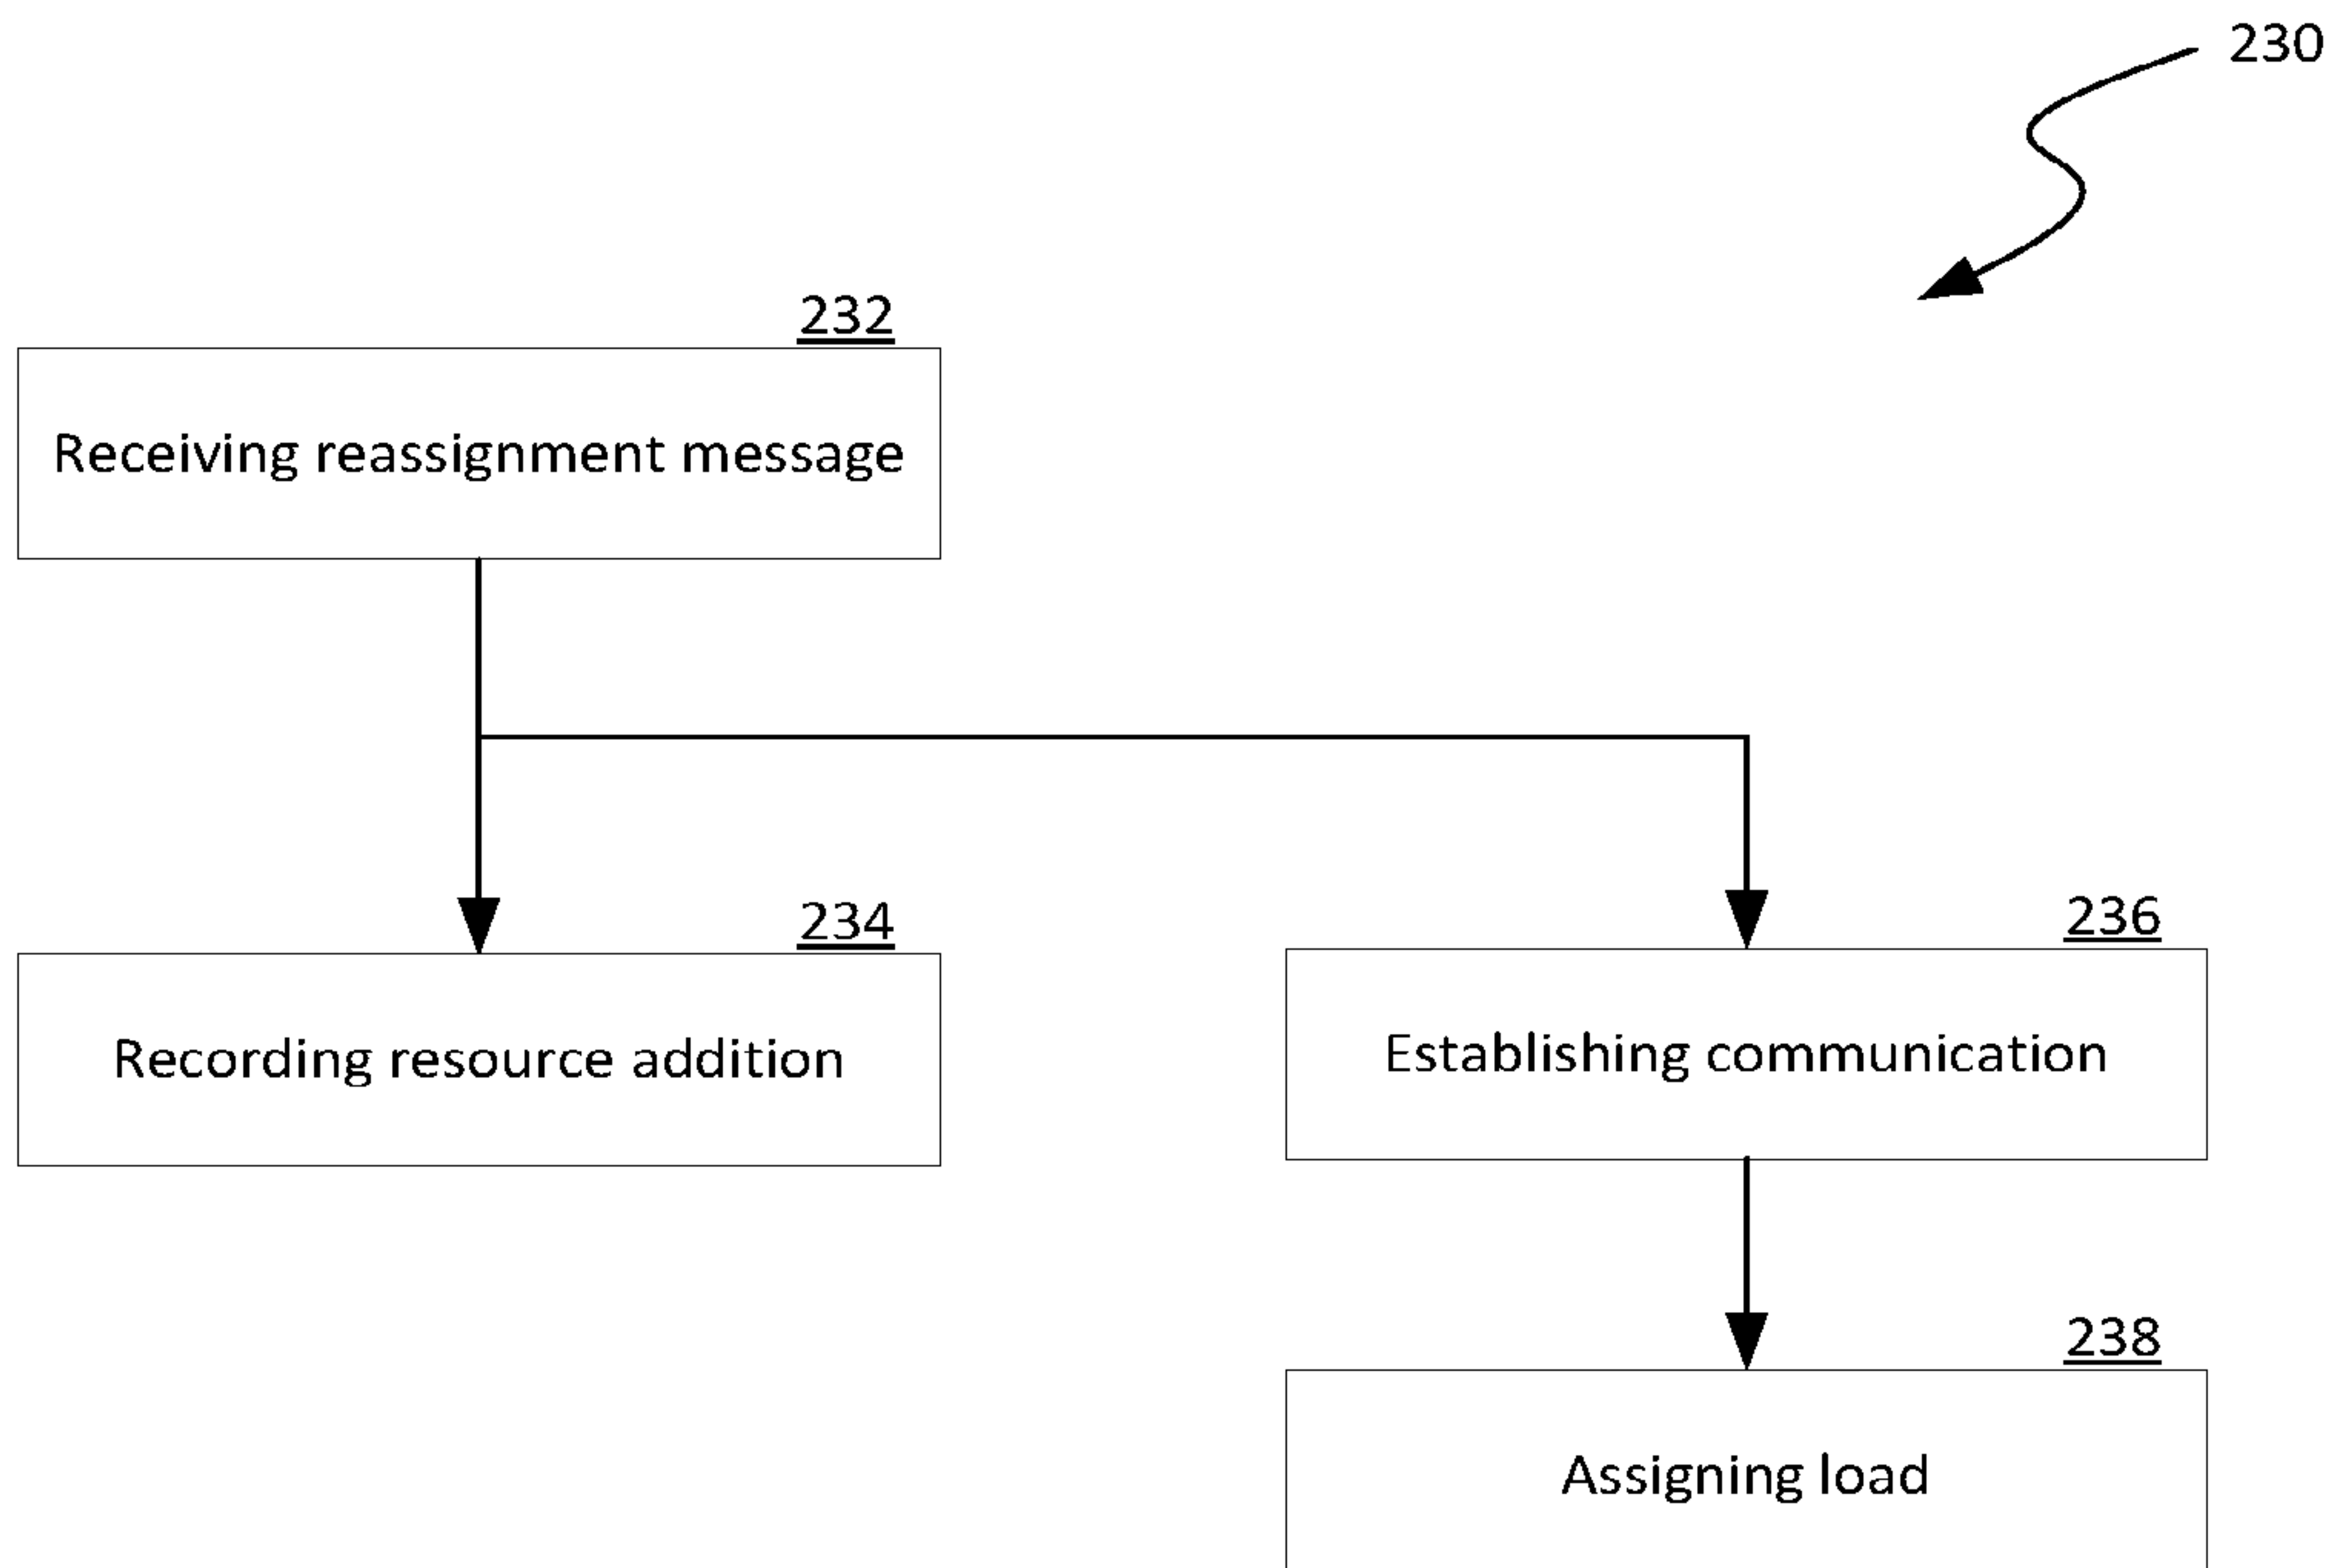 230
232
Receiving reassignment message
234
Recording resource addition
236
Establishing communication
238
Assigning load